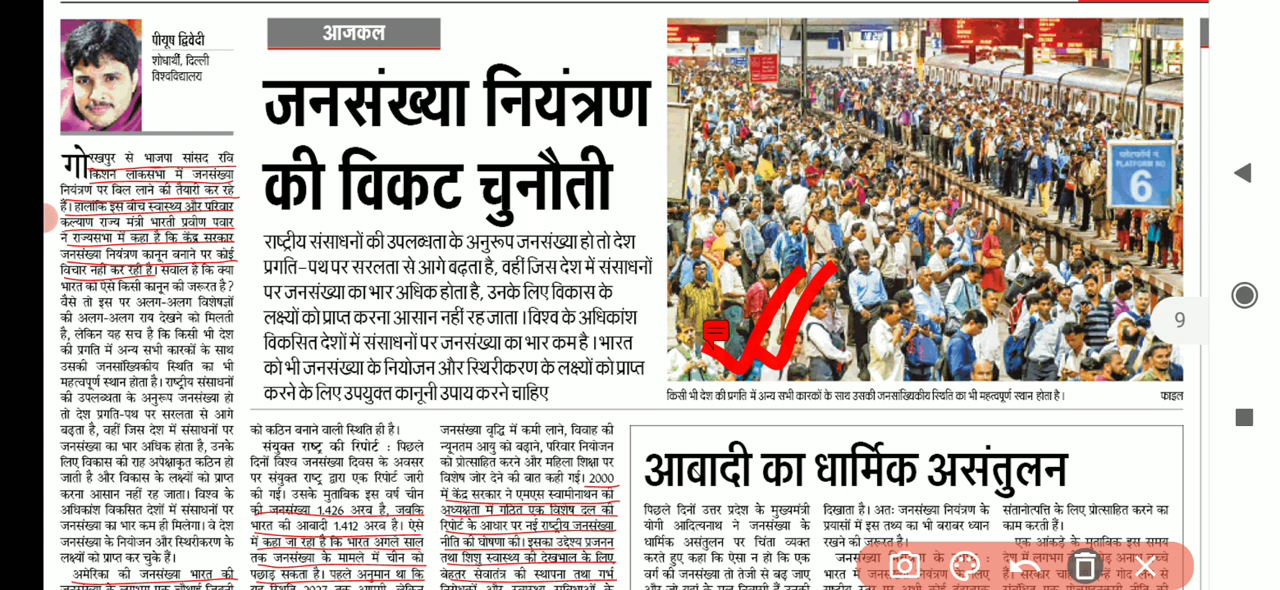 आजकल
पीयूष द्विवेदी
शोधार्थी, दिल्ली
विश्वविद्यालय
जनसंख्या नियंत्रण
की विकट चुनौती
राष्ट्रीय संसाधनों की उपलब्धता के अनुरूप जनसंख्या हो तो देश
प्रगति-पथ पर सरलता से आगे बढ़ता है, वहीं जिस देश में संसाधनों
पर जनसंख्या का भार अधिक होता है, उनके लिए विकास के
लक्ष्यों को प्राप्त करना आसान नहीं रह जाता। विश्व के अधिकांश
विकसित देशों में संसाधनों पर जनसंख्या का भार कम है। भारत
को भी जनसंख्या के नियोजन और स्थिरीकरण के लक्ष्यों को प्राप्त
करने के लिए उपयुक्त कानूनी उपाय करने चाहिए
PLATFORM NO.
6
9
किसी भी देश की प्रगति में अन्य सभी कारकों के साथ उसकी जनसांख्यिकीय स्थिति का भी महत्वपूर्ण स्थान होता है। फाइल
गोरखपुर से भाजपा सांसद रवि
किशन लोकसभा में जनसंख्या
नियंत्रण पर बिल लाने की तैयारी कर रहे
हैं। हालांकि इस बीच स्वास्थ्य और परिवार
कल्याण राज्य मंत्री भारती प्रवीण पवार
ने राज्यसभा में कहा है कि केंद्र सरकार
जनसंख्या नियंत्रण कानून बनाने पर कोई
विचार नहीं कर रही है। सवाल है कि क्या
भारत को ऐसे किसी कानून की जरूरत है?
वैसे तो इस पर अलग-अलग विशेषज्ञों
की अलग-अलग राय देखने को मिलती
है, लेकिन यह सच है कि किसी भी देश
की प्रगति में अन्य सभी कारकों के साथ
उसकी जनसांख्यिकीय स्थिति का भी
महत्वपूर्ण स्थान होता है। राष्ट्रीय संसाधनों
की उपलब्धता के अनुरूप जनसंख्या हो
तो देश प्रगति-पथ पर सरलता से आगे
बढ़ता है, वहीं जिस देश में संसाधनों पर
जनसंख्या का भार अधिक होता है, उनके
लिए विकास की राह अपेक्षाकृत कठिन हो
जाती है और विकास के लक्ष्यों को प्राप्त
करना आसान नहीं रह जाता। विश्व के
अधिकांश विकसित देशों में संसाधनों पर
जनसंख्या का भार कम ही मिलेगा। वे देश
जनसंख्या के नियोजन और स्थिरीकरण के
लक्ष्यों को प्राप्त कर चुके हैं।
अमेरिका की जनसंख्या भारत की
को कठिन बनाने वाली स्थिति ही है।
संयुक्त राष्ट्र की रिपोर्ट : पिछले
दिनों विश्व जनसंख्या दिवस के अवसर
पर संयुक्त राष्ट्र द्वारा एक रिपोर्ट जारी
की गई। उसके मुताबिक इस वर्ष चीन
की जनसंख्या 1.426 अरब है, जबकि
भारत की आबादी 1.412 अरब है। ऐसे
में कहा जा रहा है कि भारत अगले साल
तक जनसंख्या के मामले में चीन को
पछाड़ सकता है। पहले अनुमान था कि
जनसंख्या वृद्धि में कमी लाने, विवाह की
न्यूनतम आयु को बढ़ाने, परिवार नियोजन
को प्रोत्साहित करने और महिला शिक्षा पर
विशेष जोर देने की बात कही गई। 2000
में केंद्र सरकार ने एमएस स्वामीनाथन की
अध्यक्षता में गठित एक विशेष दल की
रिपोर्ट के आधार पर नई राष्ट्रीय जनसंख्या
नीति की घोषणा की। इसका उद्देश्य प्रजनन
तथा शिशु स्वास्थ्य की देखभाल के लिए
बेहतर सेवातंत्र की स्थापना तथा गर्भ
आबादी का धार्मिक असंतुलन
पिछले दिनों उत्तर प्रदेश के मुख्यमंत्री
योगी आदित्यनाथ ने जनसंख्या के
धार्मिक असंतुलन पर चिंता व्यक्त
करते हुए कहा कि ऐसा न हो कि एक
वर्ग की जनसंख्या तो तेजी से बढ़ जाए
दिखाता है। अतः जनसंख्या नियंत्रण के
प्रयासों में इस तथ्य का भी बराबर ध्यान
रखने की जरूरत है।
भारत में
संतानोत्पत्ति के लिए प्रोत्साहित करने का
काम करती हैं।
एक आंकड़े के मुताबिक इस समय